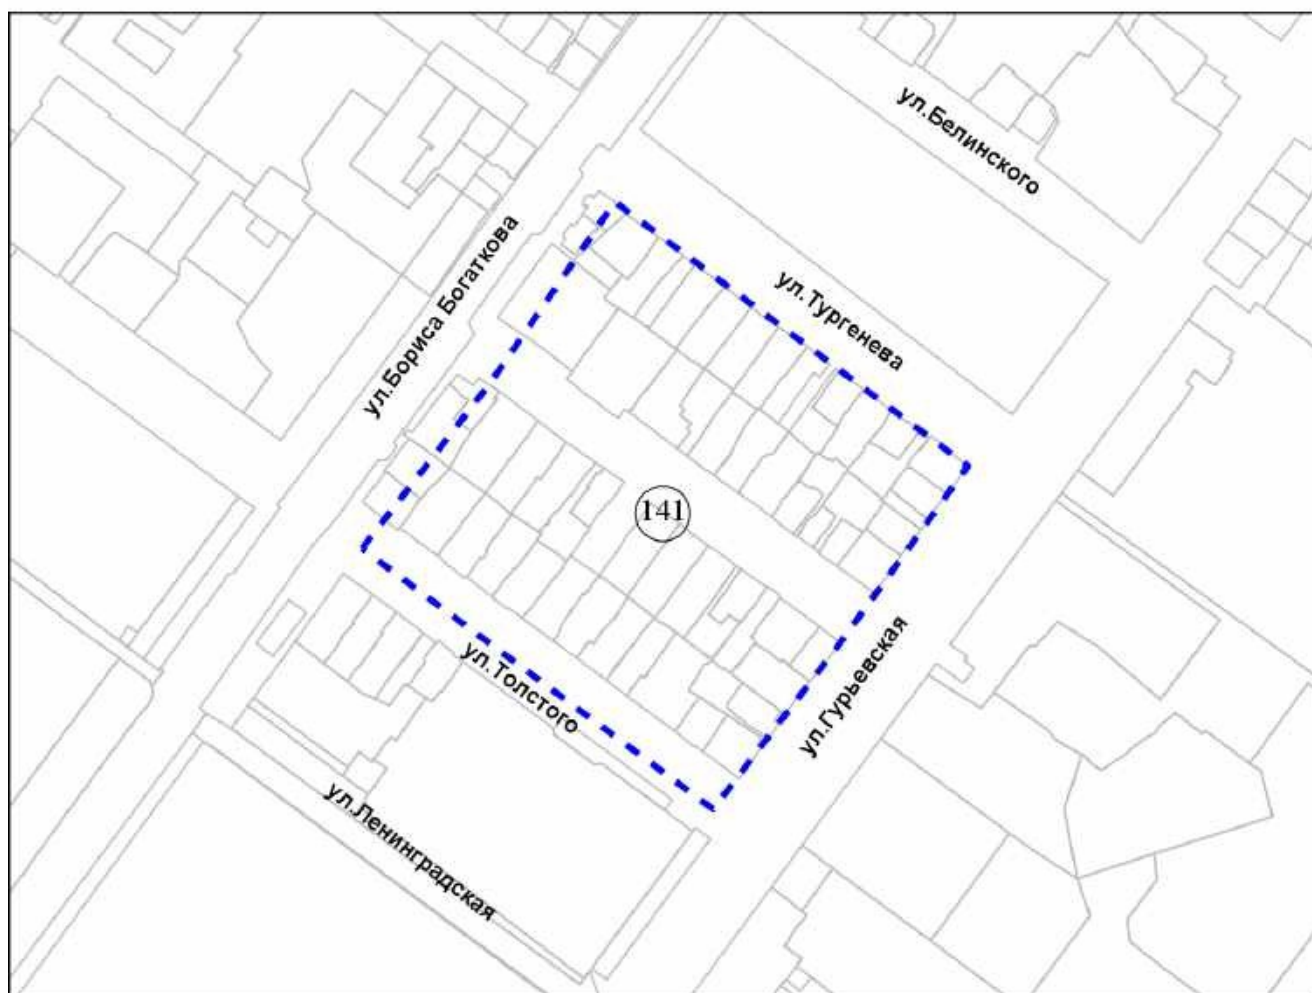 ул.Белинского
ул.Бориса Богаткова
ул.Тургенева
141
ул.Гурьевская
ул.Толстого
ул.Ленинградская